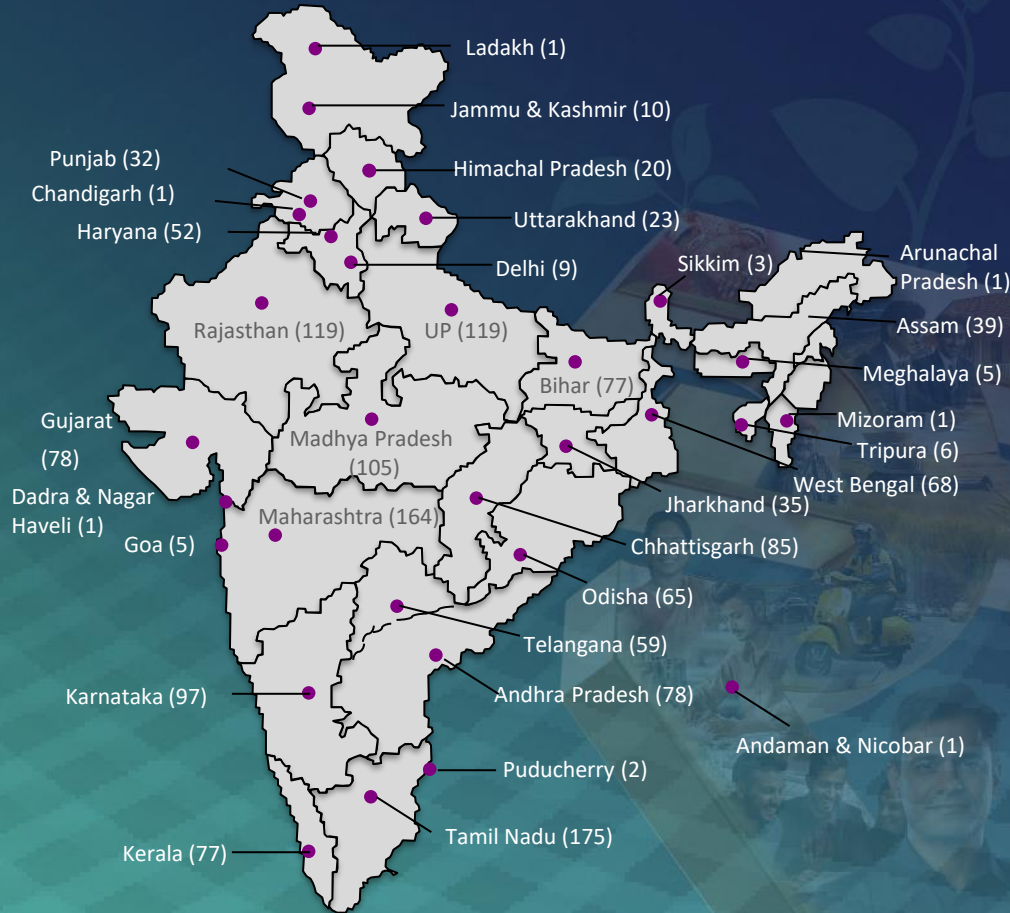 Ladakh (1)
Jammu & Kashmir (10)
Punjab (32)
Himachal Pradesh (20)
Chandigarh (1)
Uttarakhand (23)
Haryana (52)
Delhi (9)
Sikkim (3)
Arunachal
Pradesh (1)
Rajasthan (119)
UP (119)
Assam (39)
Bihar (77)
Meghalaya (5)
Gujarat
(78)
Madhya Pradesh
(105)
Mizoram (1)
Tripura (6)
West Bengal (68)
Dadra & Nagar
Haveli (1)
Jharkhand (35)
Maharashtra (164)
Goa (5)
Chhattisgarh (85)
Odisha (65)
Telangana (59)
Karnataka (97)
Andhra Pradesh (78)
Andaman & Nicobar (1)
Puducherry (2)
Tamil Nadu (175)
Kerala (77)